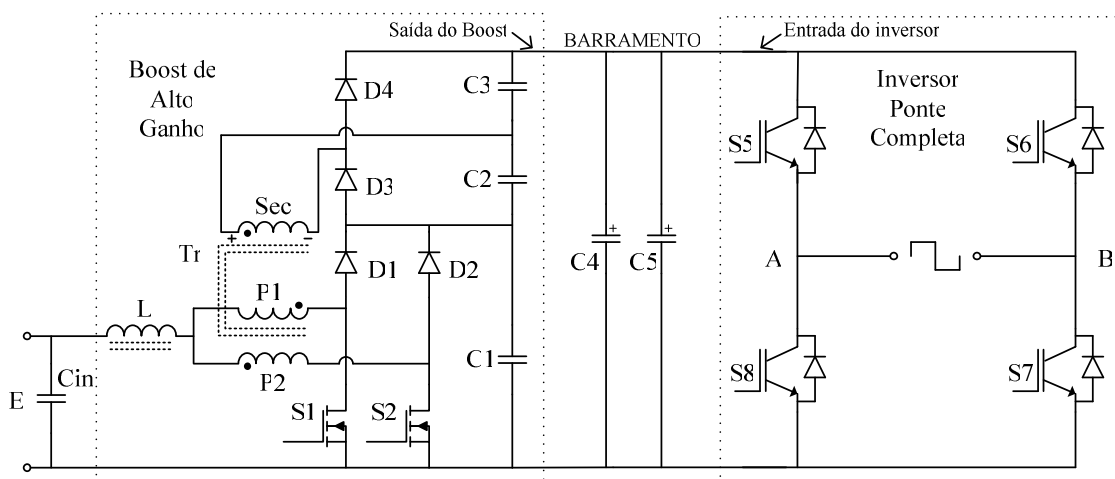 Saída do Boost
BARRAMENTO
Entrada do inversor
Boost de
Alto
Ganho
D4
C3
Inversor
Ponte
Completa
S5
S6
D3
C2
Sec
+
-
Tr
D1
D2
C4
+
C5
+
A
B
L
P1
P2
C1
S8
S7
E
Cin
S1
S2